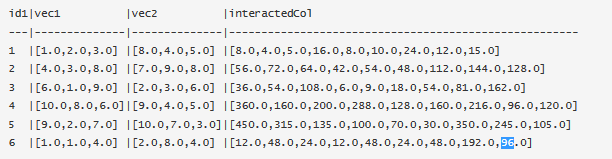 id1|vec1          |vec2          |interactedCol
---|--------------|--------------|------------------------------------------------------
1  |[1.0,2.0,3.0] |[8.0,4.0,5.0] |[8.0,4.0,5.0,16.0,8.0,10.0,24.0,12.0,15.0]
2  |[4.0,3.0,8.0] |[7.0,9.0,8.0] |[56.0,72.0,64.0,42.0,54.0,48.0,112.0,144.0,128.0]
3  |[6.0,1.0,9.0] |[2.0,3.0,6.0] |[36.0,54.0,108.0,6.0,9.0,18.0,54.0,81.0,162.0]
4  |[10.0,8.0,6.0]|[9.0,4.0,5.0] |[360.0,160.0,200.0,288.0,128.0,160.0,216.0,96.0,120.0]
5  |[9.0,2.0,7.0] |[10.0,7.0,3.0]|[450.0,315.0,135.0,100.0,70.0,30.0,350.0,245.0,105.0]
6  |[1.0,1.0,4.0] |[2.0,8.0,4.0] |[12.0,48.0,24.0,12.0,48.0,24.0,48.0,192.0,96.0]